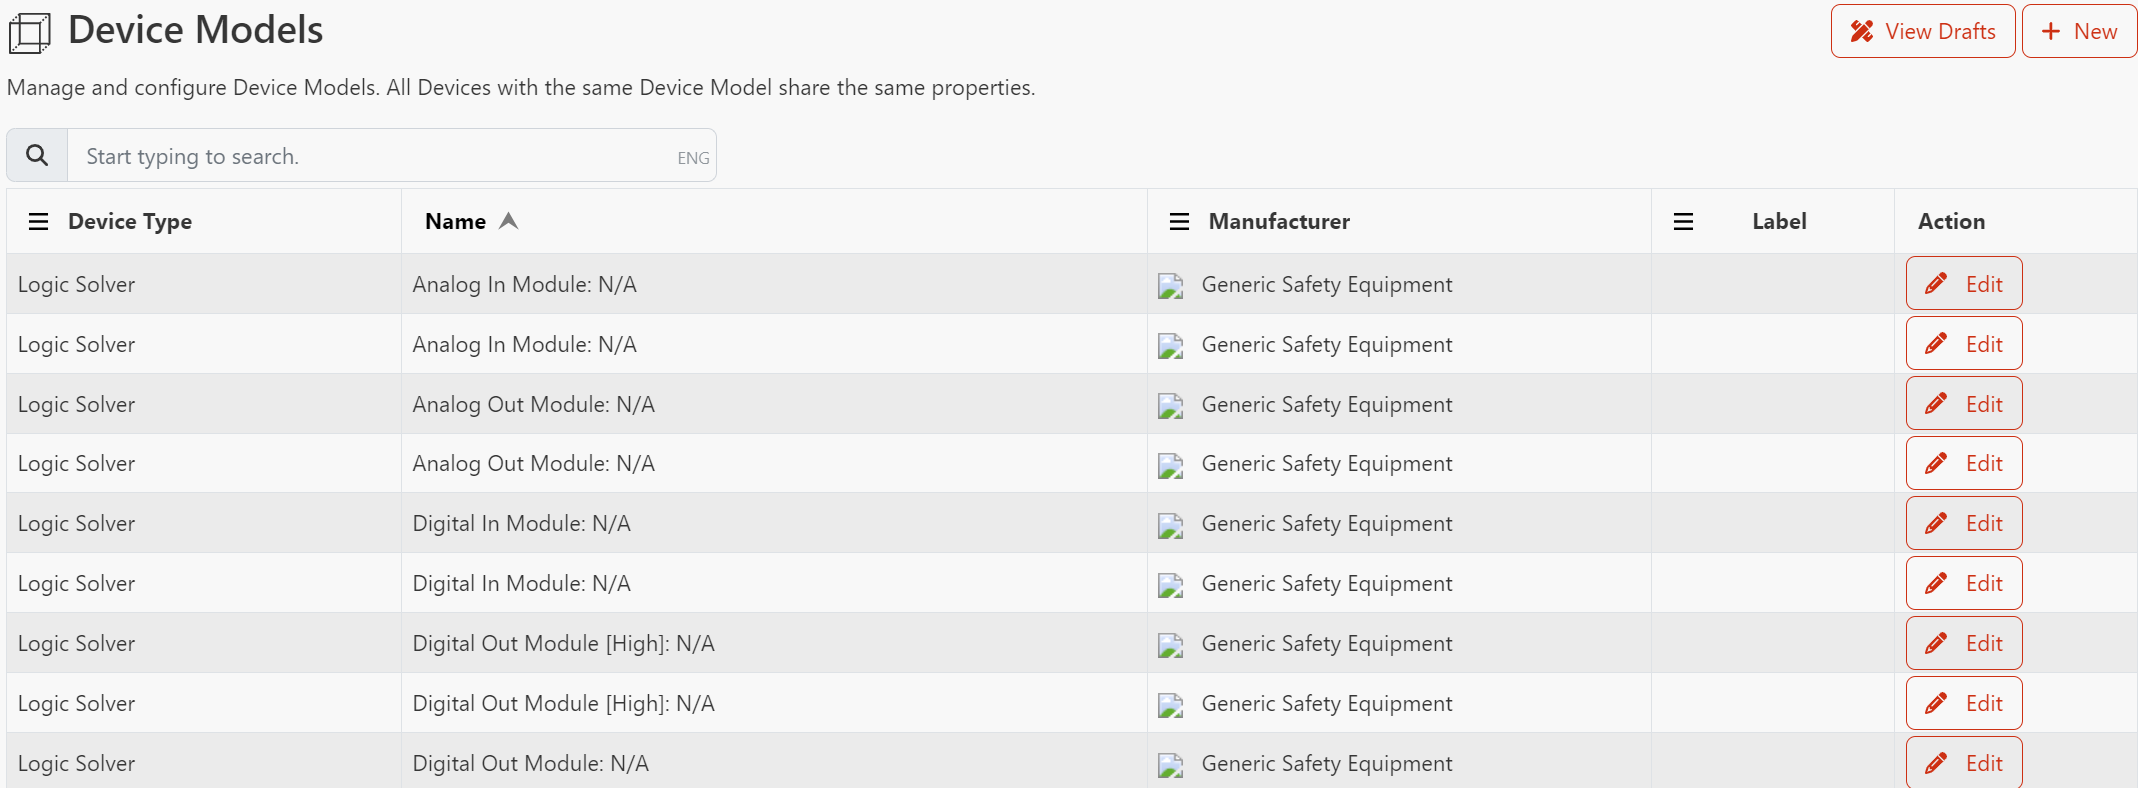 Device Models
View Drafts
New
Manage and configure Device Models. All Devices with the same Device Model share the same properties.
Start typing to search.
ENG
Device Type Name Manufacturer Label Action
Logic Solver Analog In Module: N/A Generic Safety Equipment Edit
Logic Solver Analog In Module: N/A Generic Safety Equipment Edit
Logic Solver Analog Out Module: N/A Generic Safety Equipment Edit
Logic Solver Analog Out Module: N/A Generic Safety Equipment Edit
Logic Solver Digital In Module: N/A Generic Safety Equipment Edit
Logic Solver Digital In Module: N/A Generic Safety Equipment Edit
Logic Solver Digital Out Module [High]: N/A Generic Safety Equipment Edit
Logic Solver Digital Out Module [High]: N/A Generic Safety Equipment Edit
Logic Solver Digital Out Module: N/A Generic Safety Equipment Edit